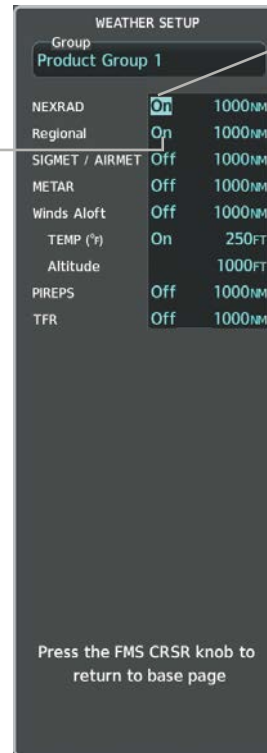 WEATHER SETUP
Group
Product Group 1
NEXRAD On 1000NM
Regional On 1000NM
SIGMET / AIRMET Off 1000NM
METAR Off 1000NM
Winds Aloft Off 1000NM
TEMP (°F) On 250FT
Altitude 1000FT
PIREPS Off 1000NM
TFR Off 1000NM
Press the FMS CRSR knob to
return to base page